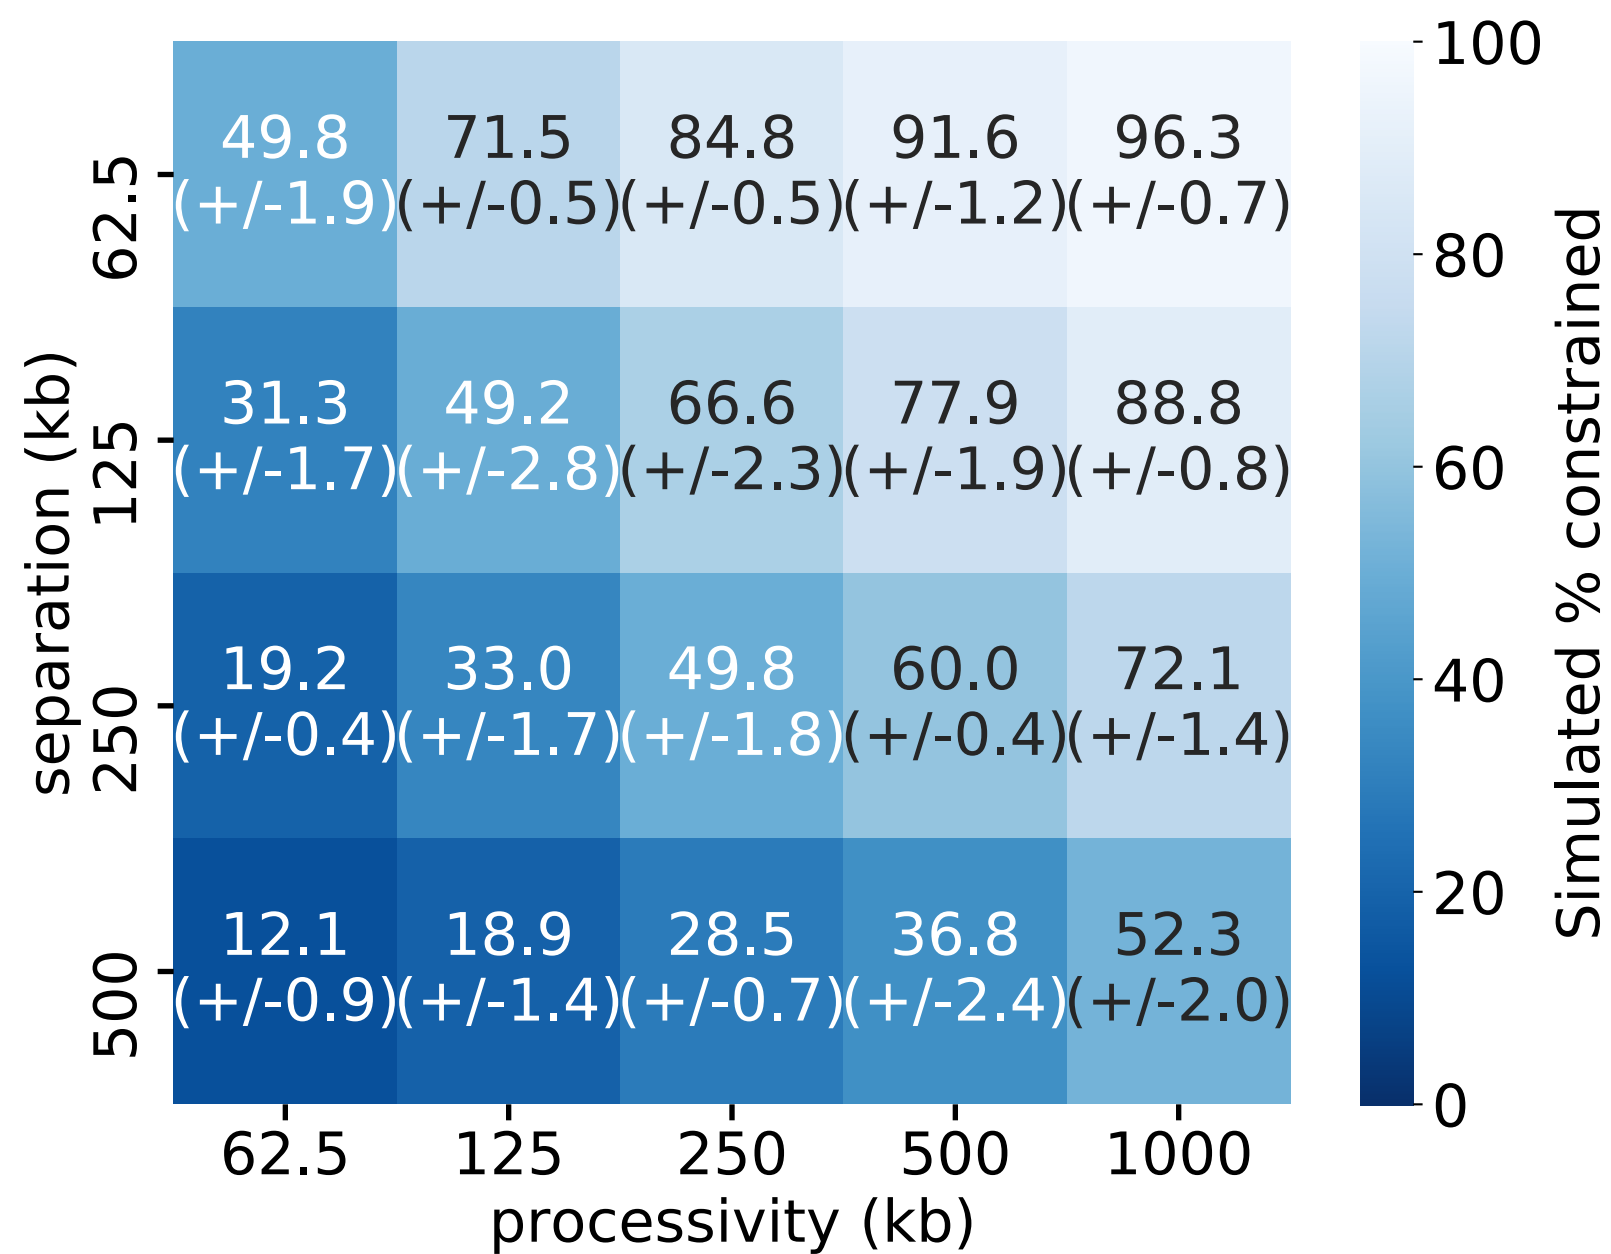 49.8 71.5 84.8 91.6 96.3
(+/-1.9) (+/-0.5) (+/-0.5) (+/-1.2) (+/-0.7)
31.3 49.2 66.6 77.9 88.8
(+/-1.7) (+/-2.8) (+/-2.3) (+/-1.9) (+/-0.8)
19.2 33.0 49.8 60.0 72.1
(+/-0.4) (+/-1.7) (+/-1.8) (+/-0.4) (+/-1.4)
12.1 18.9 28.5 36.8 52.3
(+/-0.9) (+/-1.4) (+/-0.7) (+/-2.4) (+/-2.0)
62.5
125
250
500
separation (kb)
62.5 125 250 500 1000
processivity (kb)
100
80
60
40
20
0
Simulated % constrained